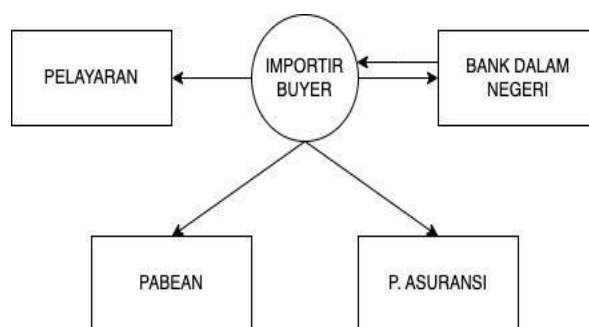 PELAYARAN
IMPORTIR
BUYER
BANK DALAM
NEGERI
PABEAN
P. ASURANSI